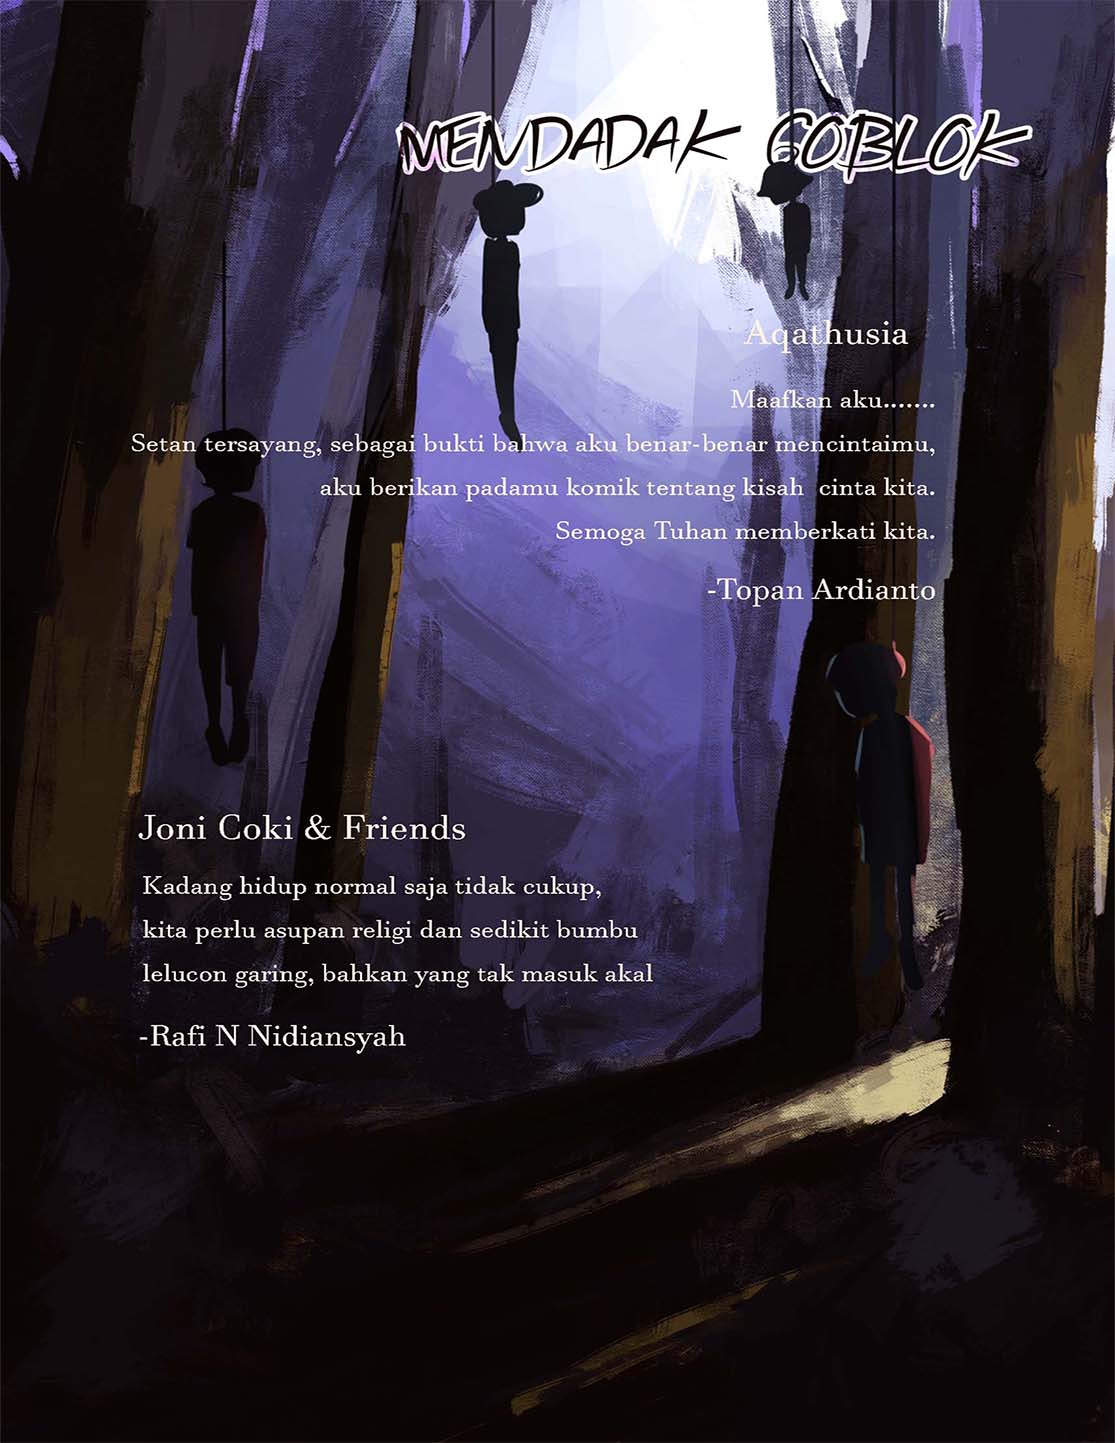 MENDADAK GOBLOK
Aqathusia
Maafkan aku.......
Setan tersayang, sebagai bukti bahwa aku benar-benar mencintaimu,
aku berikan padamu komik tentang kisah cinta kita.
Semoga Tuhan memberkati kita.
-Topan Ardianto
Joni Coki & Friends
Kadang hidup normal saja tidak cukup,
kita perlu asupan religi dan sedikit bumbu
lelucon garing, bahkan yang tak masuk akal
-Rafi N Nidiansyah